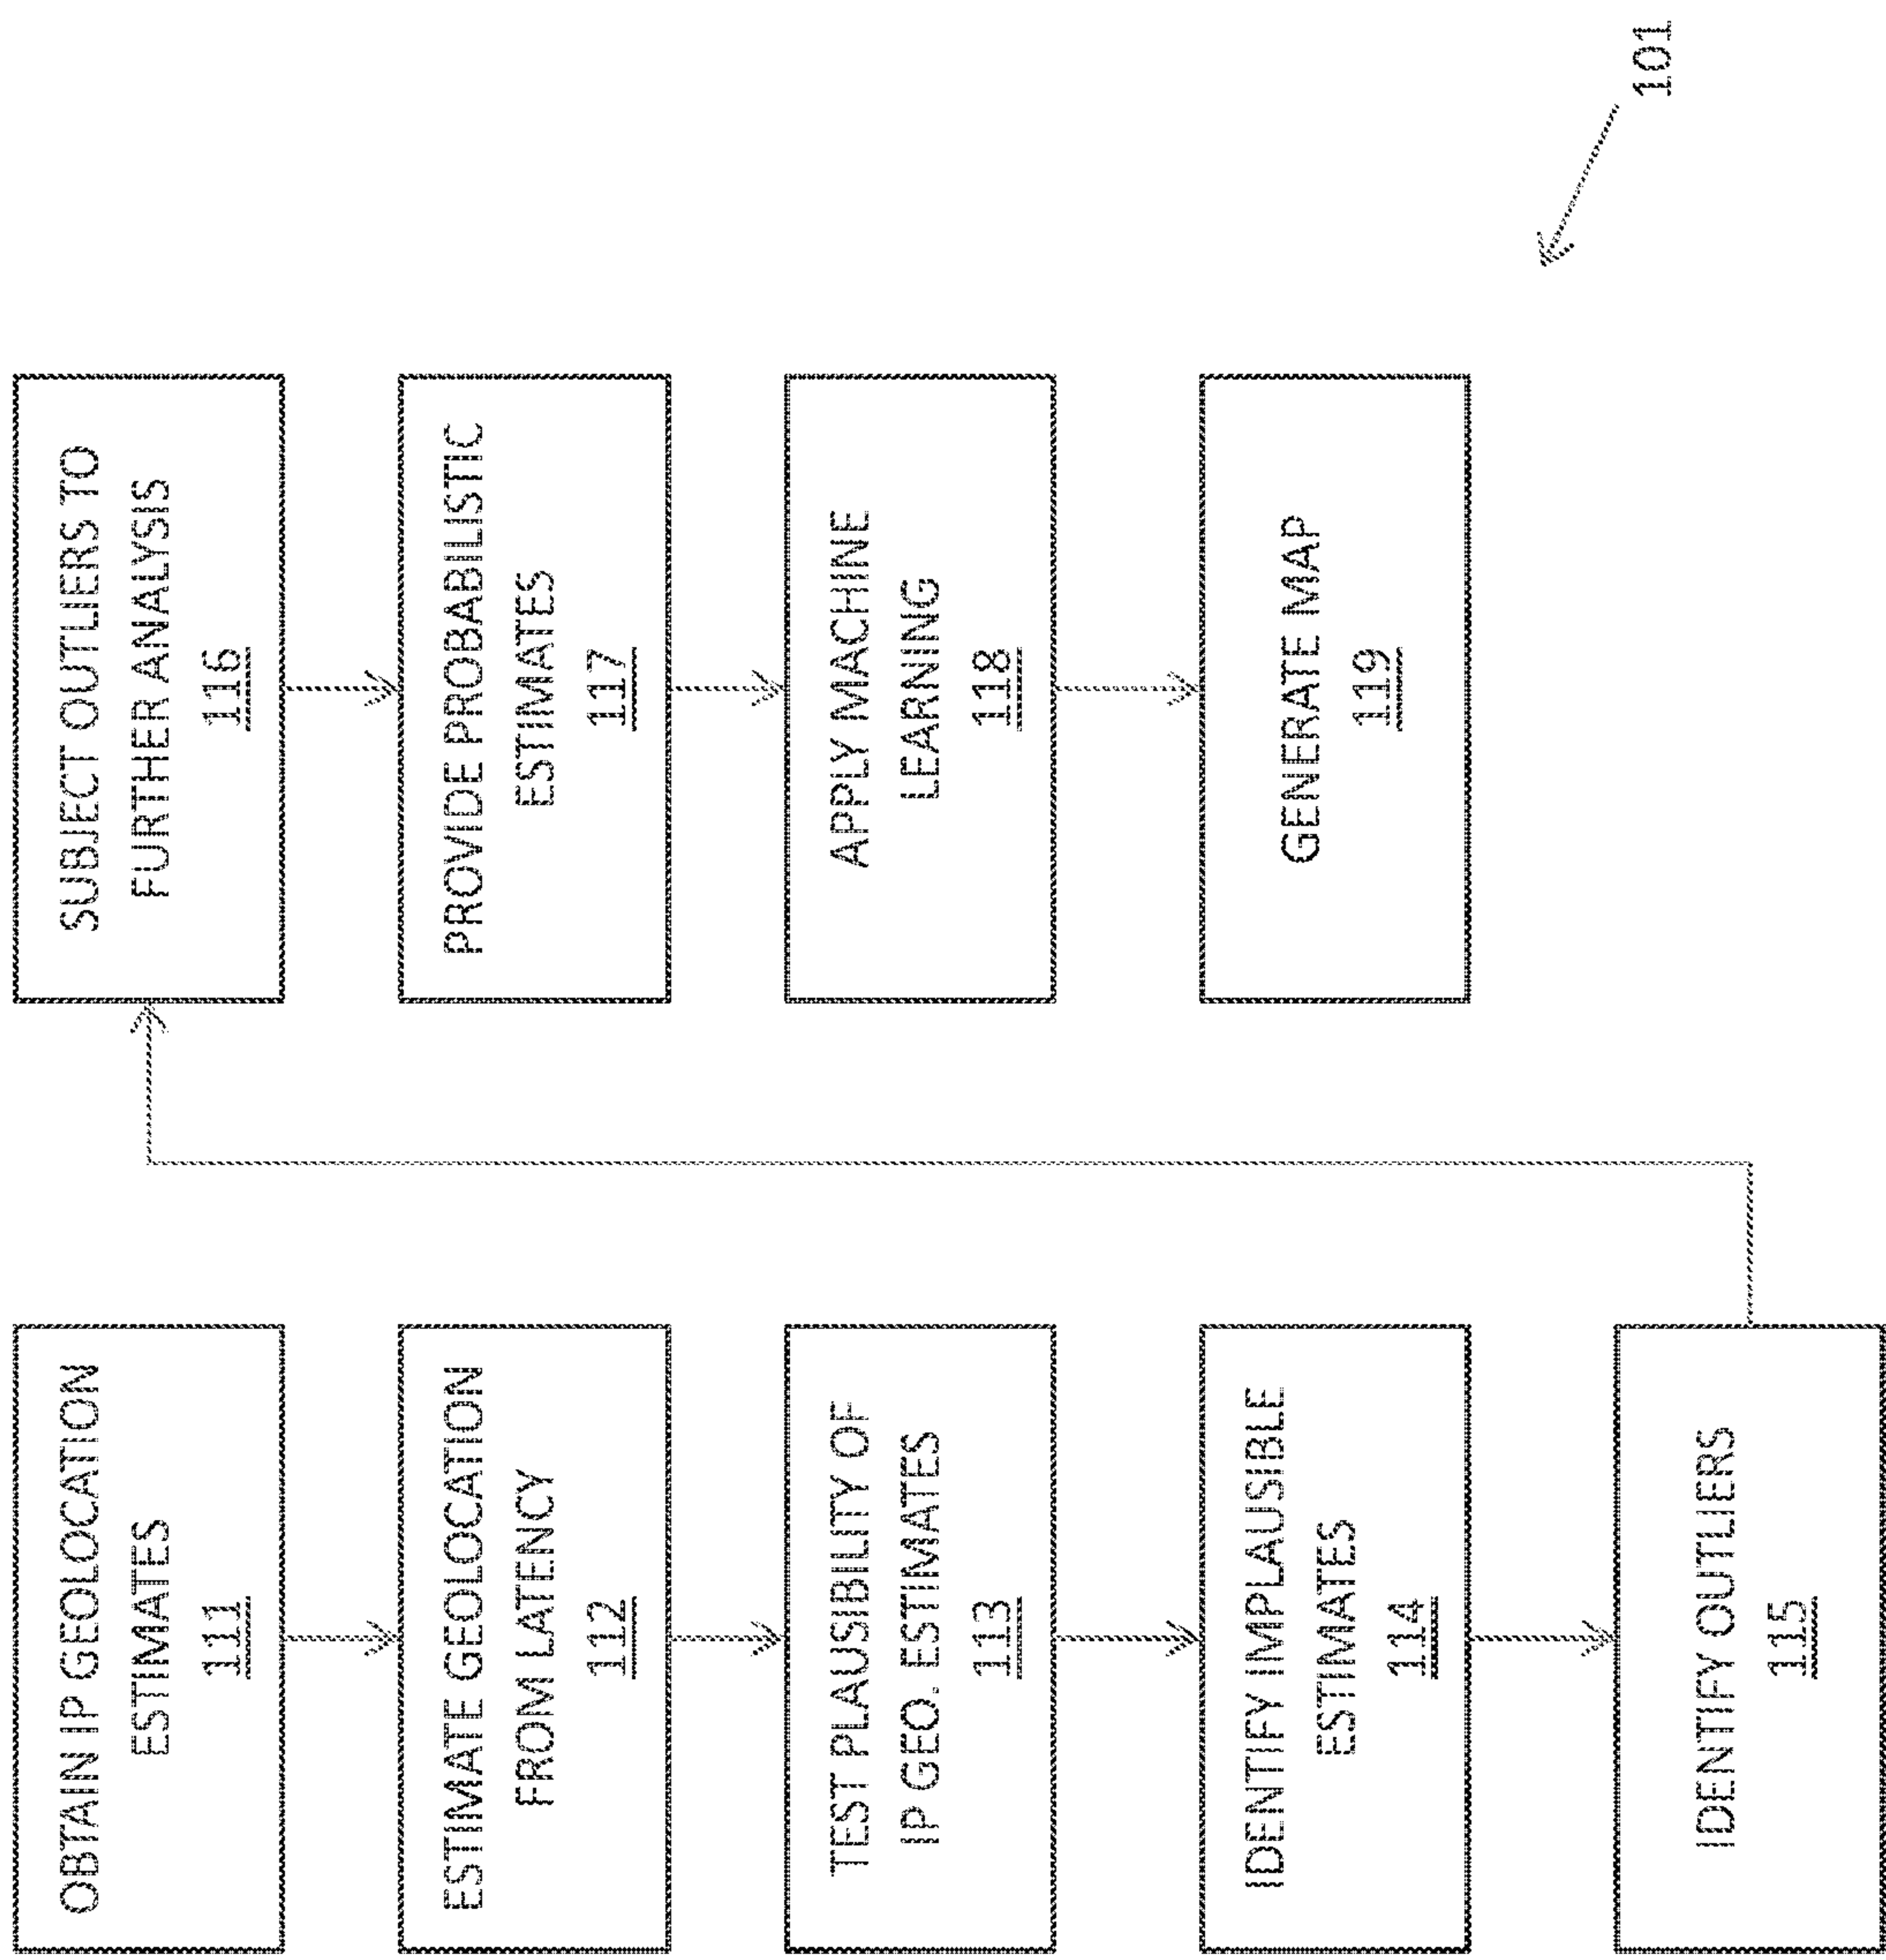 OBTAIN IP GEOLOCATION
ESTIMATES
111
ESTIMATE GEOLOCATION
FROM LATENCY
112
TEST PLAUSIBILITY OF
IP GEO. ESTIMATES
113
IDENTIFY IMPLAUSIBLE
ESTIMATES
114
IDENTIFY OUTLIERS
115
SUBJECT OUTLIERS TO
FURTHER ANALYSIS
116
PROVIDE PROBABILISTIC
ESTIMATES
117
APPLY MACHINE
LEARNING
118
GENERATE MAP
119
101